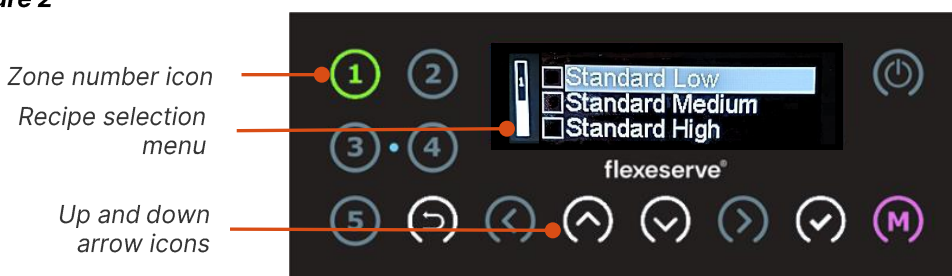 ure 2
Zone number icon
Recipe selection
menu
Up and down
arrow icons
1
2
3
4
5
1
Standard Low
Standard Medium
Standard High
flexeserve®
M